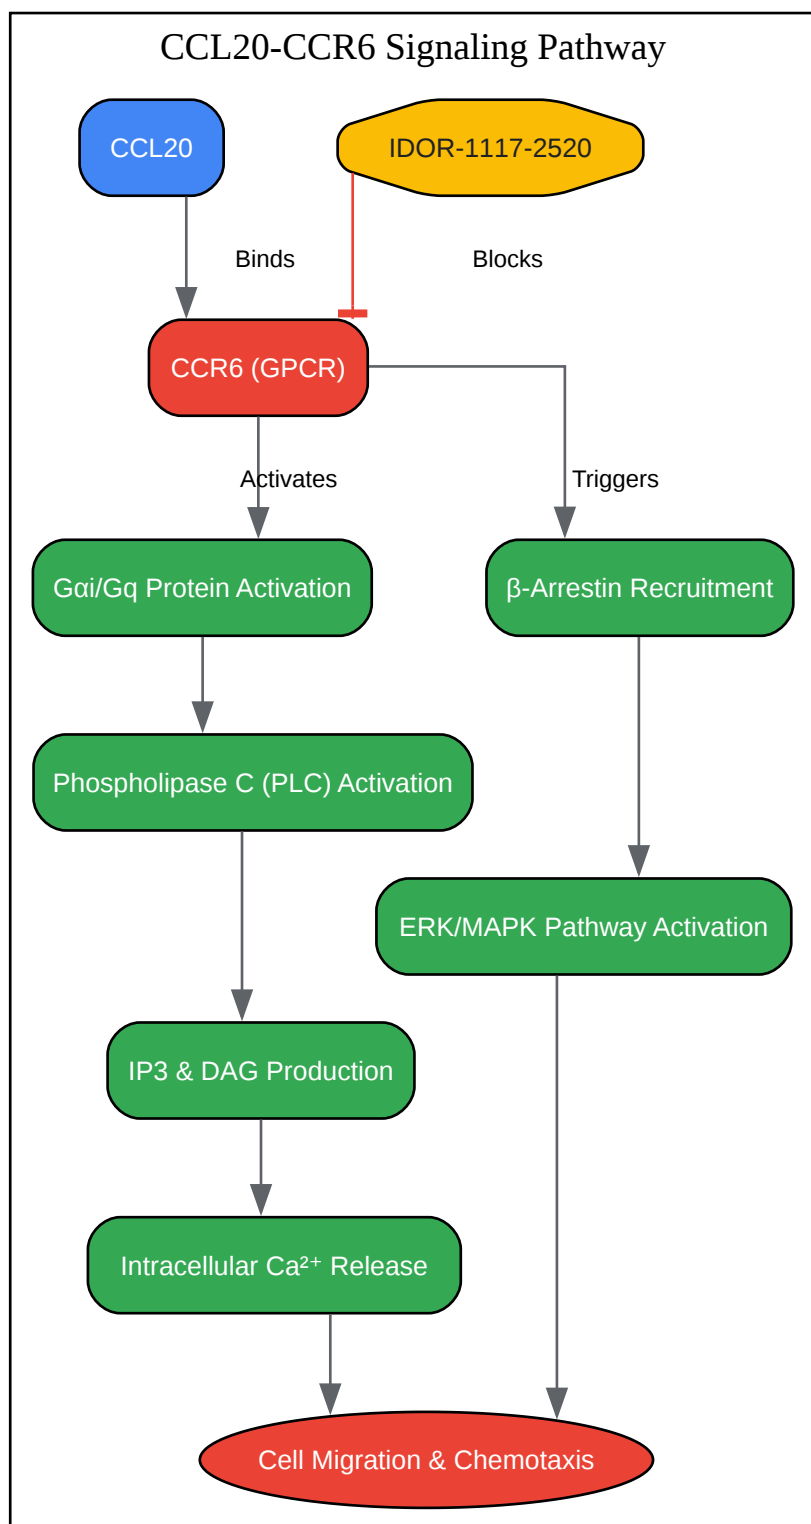 CCL20-CCR6 Signaling Pathway
CCL20
IDOR-1117-2520
Binds
Blocks
CCR6 (GPCR)
Activates
Triggers
Gαi/Gq Protein Activation
β-Arrestin Recruitment
Phospholipase C (PLC) Activation
ERK/MAPK Pathway Activation
IP3 & DAG Production
Intracellular Ca²⁺ Release
Cell Migration & Chemotaxis